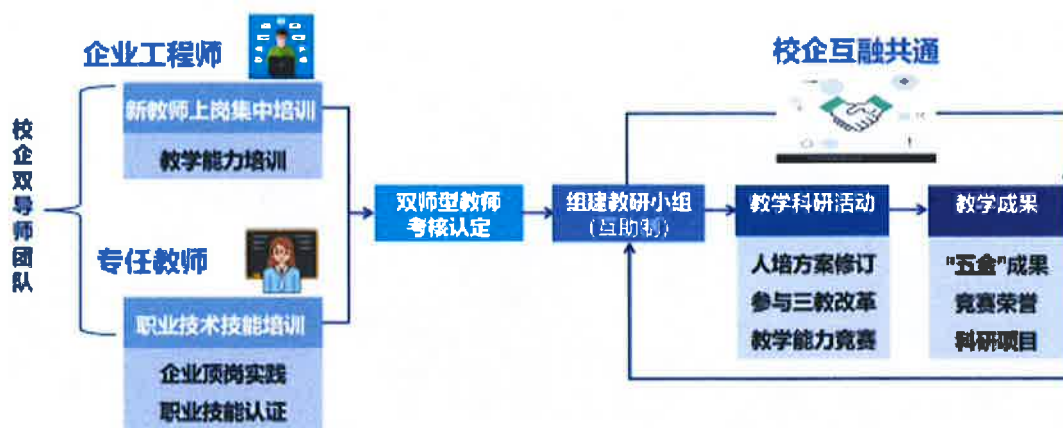 校企双导师团队
企业工程师
新教师上岗集中培训
教学能力培训
专任教师
职业技术技能培训
企业顶岗实践
职业技能认证
双师型教师
考核认定
校企互融共通
组建教研小组
(互助制)
教学科研活动
人培方案修订
参与三教改革
教学能力竞赛
教学成果
"五金"成果
竞赛荣誉
科研项目